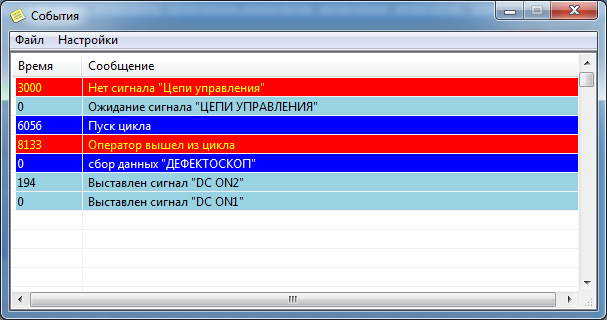 События
Файл Настройки
Время Сообщение
3000 Нет сигнала "Цепи управления"
0 Ожидание сигнала "ЦЕПИ УПРАВЛЕНИЯ"
6056 Пуск цикла
8133 Оператор вышел из цикла
0 сбор данных "ДЕФЕКТОСКОП"
194 Выставлен сигнал "DC ON2"
0 Выставлен сигнал "DC ON1"